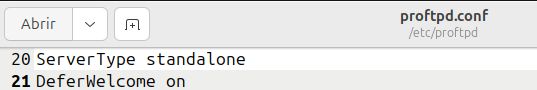 Abrir
proftpd.conf
/etc/proftpd
20 ServerType standalone
21 DeferWelcome on